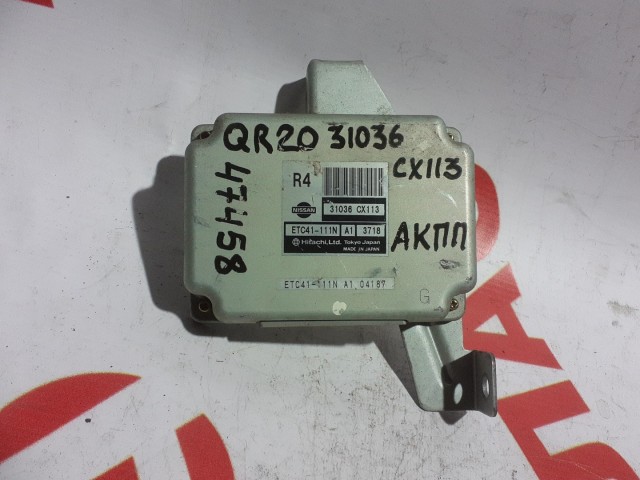 QR20 31036
CX113
47458
АКПП
R4
NISSAN
31036 CX113
ETC41-111N A1 3718
Hitachi,Ltd. Tokyo Japan
MADE IN JAPAN
ETC41-111N A1 04187
G